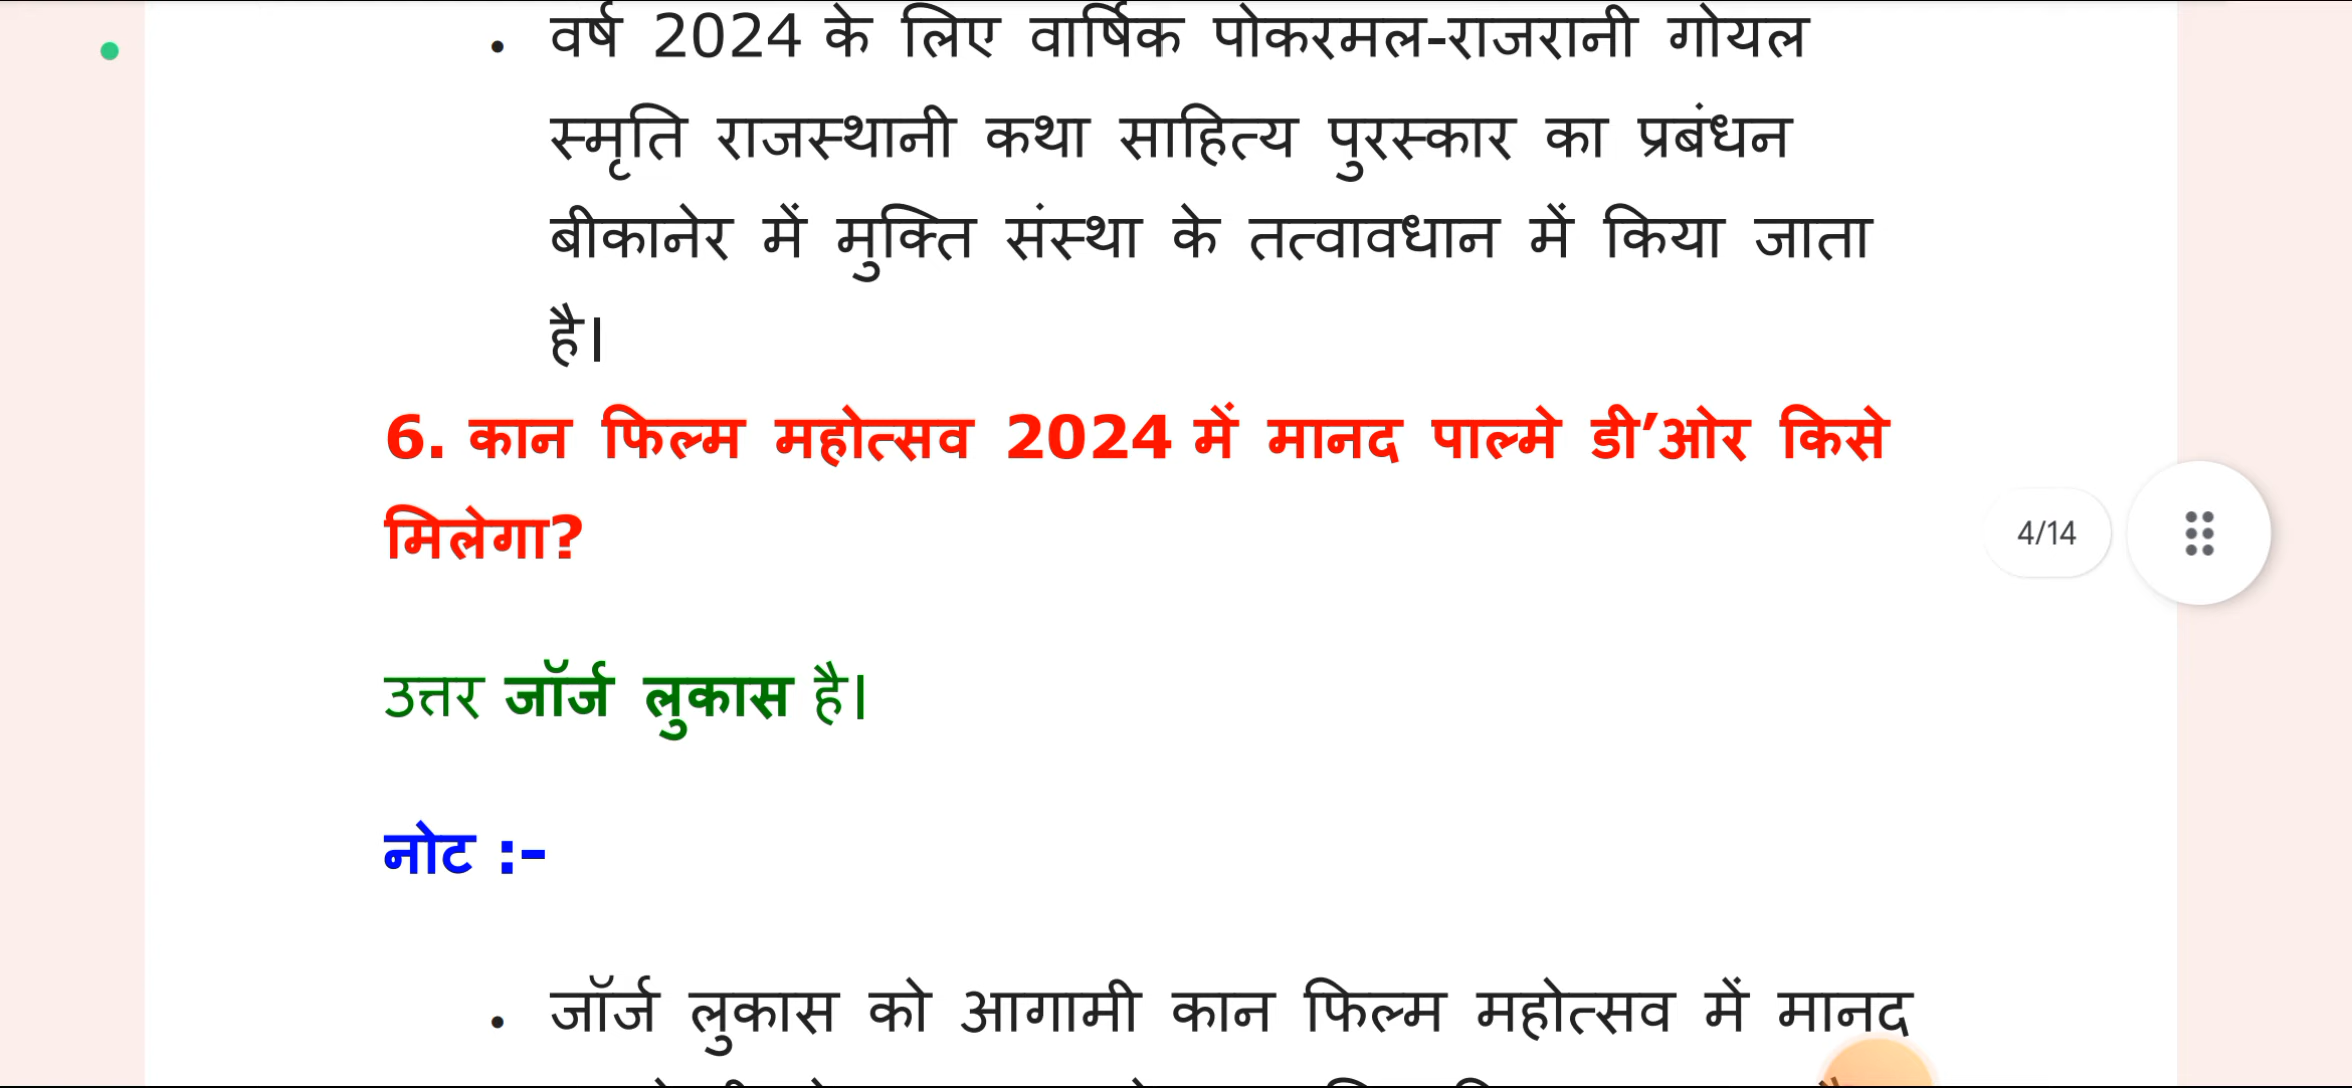 • वर्ष 2024 के लिए वार्षिक पोकरमल-राजरानी गोयल
स्मृति राजस्थानी कथा साहित्य पुरस्कार का प्रबंधन
बीकानेर में मुक्ति संस्था के तत्वावधान में किया जाता
है।
6. कान फिल्म महोत्सव 2024 में मानद पाल्मे डी’ओर किसे
मिलेगा?
4/14
उत्तर जॉर्ज लुकास है।
नोट :-
• जॉर्ज लुकास को आगामी कान फिल्म महोत्सव में मानद